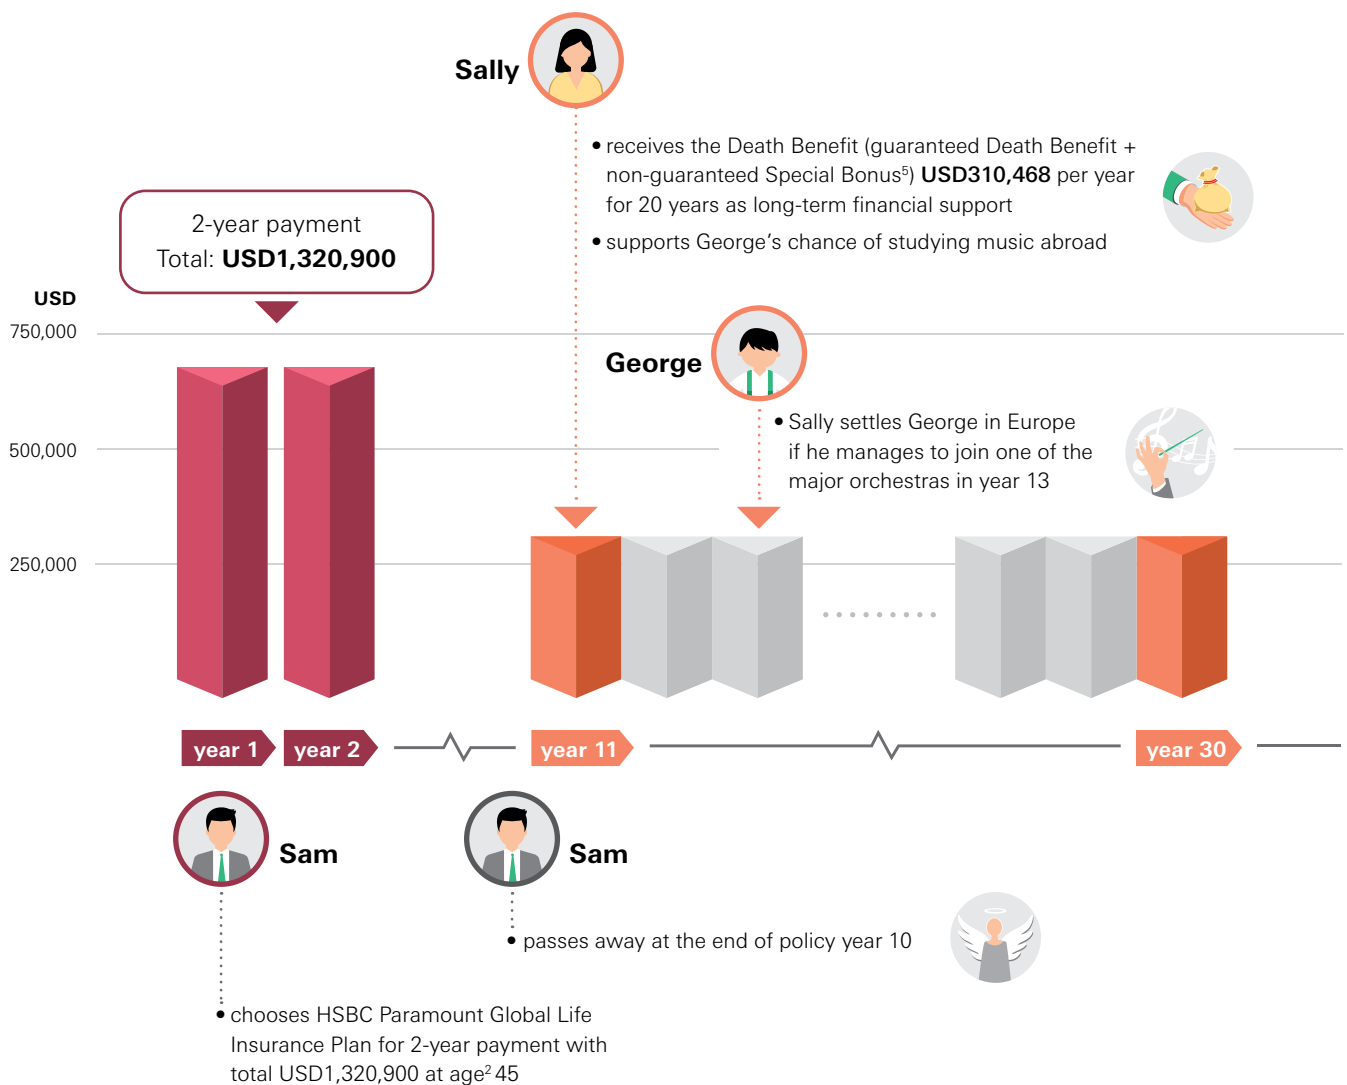 Sally
• receives the Death Benefit (guaranteed Death Benefit +
non-guaranteed Special Bonus⁵) USD310,468 per year
for 20 years as long-term financial support
• supports George’s chance of studying music abroad
2-year payment
Total: USD1,320,900
USD
750,000
George
• Sally settles George in Europe
if he manages to join one of the
major orchestras in year 13
500,000
250,000
year 1
year 2
year 11
year 30
Sam
Sam
• passes away at the end of policy year 10
• chooses HSBC Paramount Global Life
Insurance Plan for 2-year payment with
total USD1,320,900 at age² 45